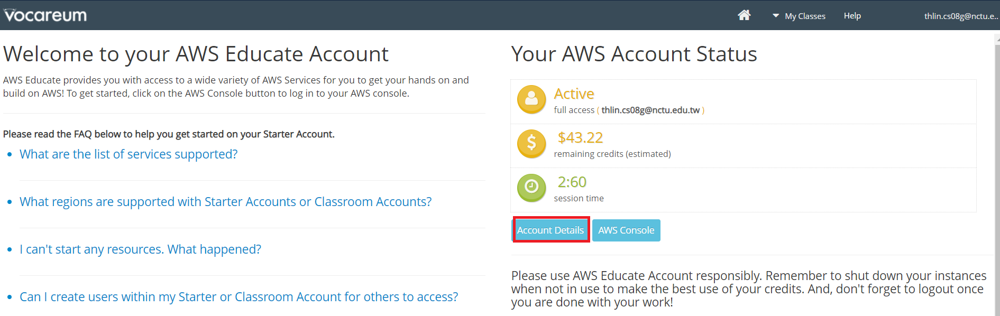 Vocareum
My Classes
Help
thlin.cs08g@nctu.e..
Welcome to your AWS Educate Account
AWS Educate provides you with access to a wide variety of AWS Services for you to get your hands on and
build on AWS! To get started, click on the AWS Console button to log in to your AWS console.
Please read the FAQ below to help you get started on your Starter Account.
What are the list of services supported?
What regions are supported with Starter Accounts or Classroom Accounts?
I can't start any resources. What happened?
Can I create users within my Starter or Classroom Account for others to access?
Your AWS Account Status
Active
full access ( thlin.cs08g@nctu.edu.tw )
$43.22
remaining credits (estimated)
2:60
session time
Account Details
AWS Console
Please use AWS Educate Account responsibly. Remember to shut down your instances
when not in use to make the best use of your credits. And, don't forget to logout once
you are done with your work!